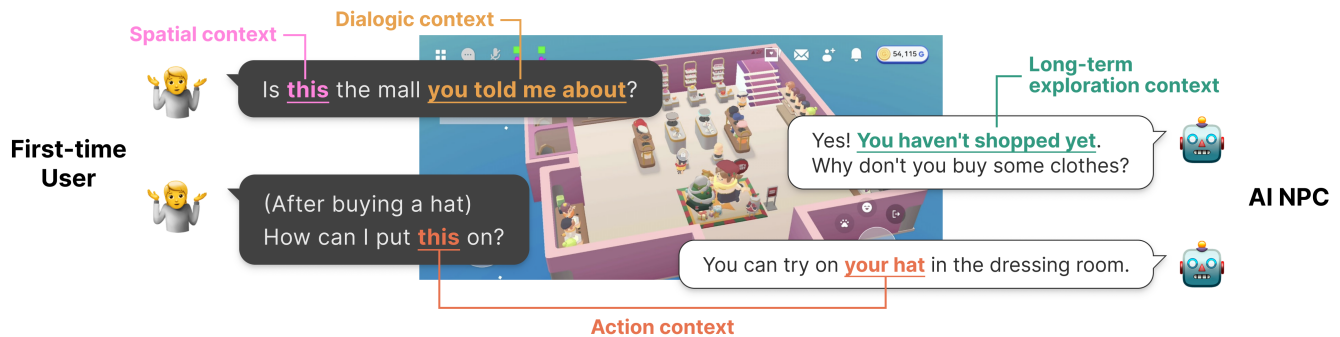 Dialogic context
Spatial context
Is this the mall you told me about?
54,115 G
Long-term
exploration context
First-time
User
Yes! You haven't shopped yet.
Why don't you buy some clothes?
(After buying a hat)
How can I put this on?
AI NPC
You can try on your hat in the dressing room.
Action context